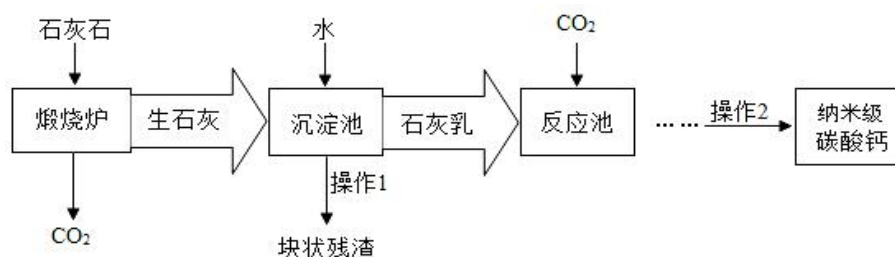 石灰石
水
CO₂
煅烧炉
生石灰
沉淀池
石灰乳
反应池
……
操作2
纳米级
碳酸钙
操作1
CO₂
块状残渣